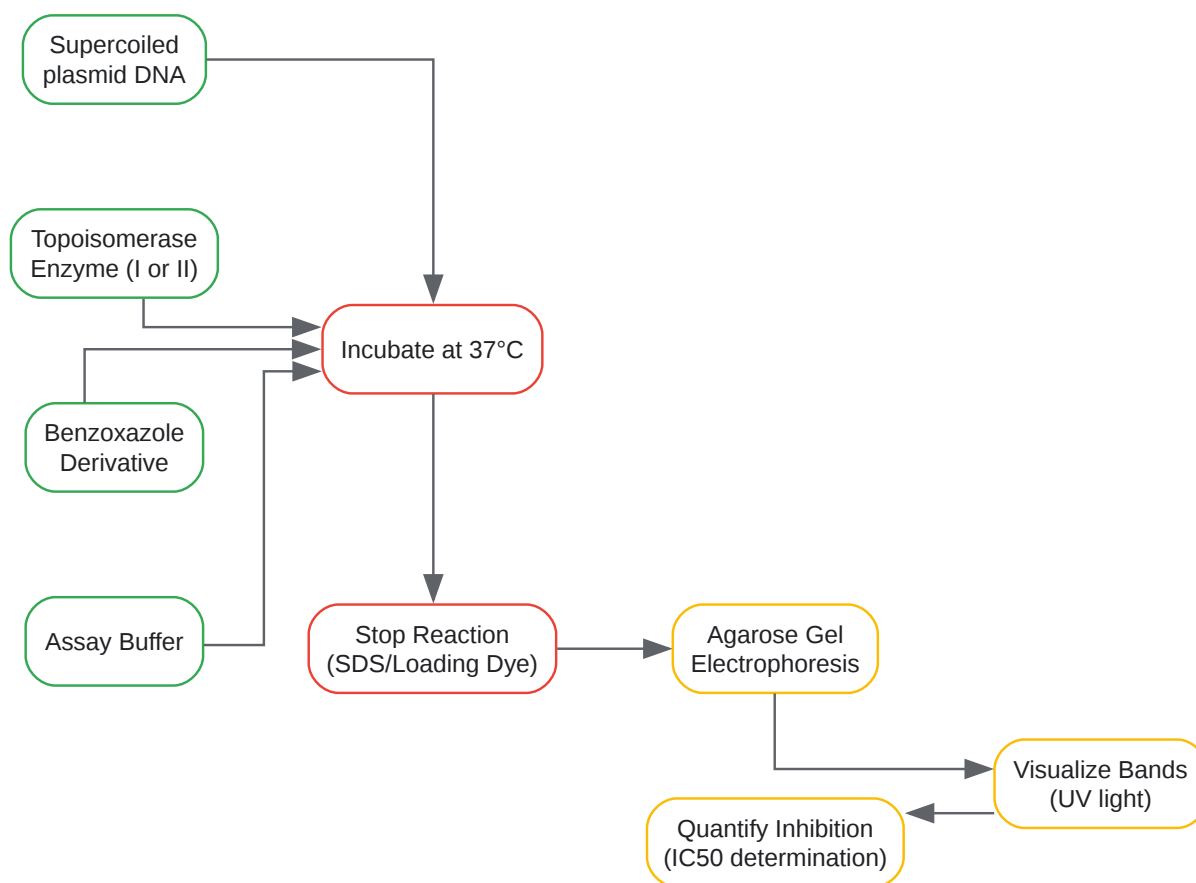 Supercoiled
plasmid DNA
Topoisomerase
Enzyme (I or II)
Incubate at 37°C
Benzoxazole
Derivative
Assay Buffer
Stop Reaction
(SDS/Loading Dye)
Agarose Gel
Electrophoresis
Visualize Bands
(UV light)
Quantify Inhibition
(IC50 determination)